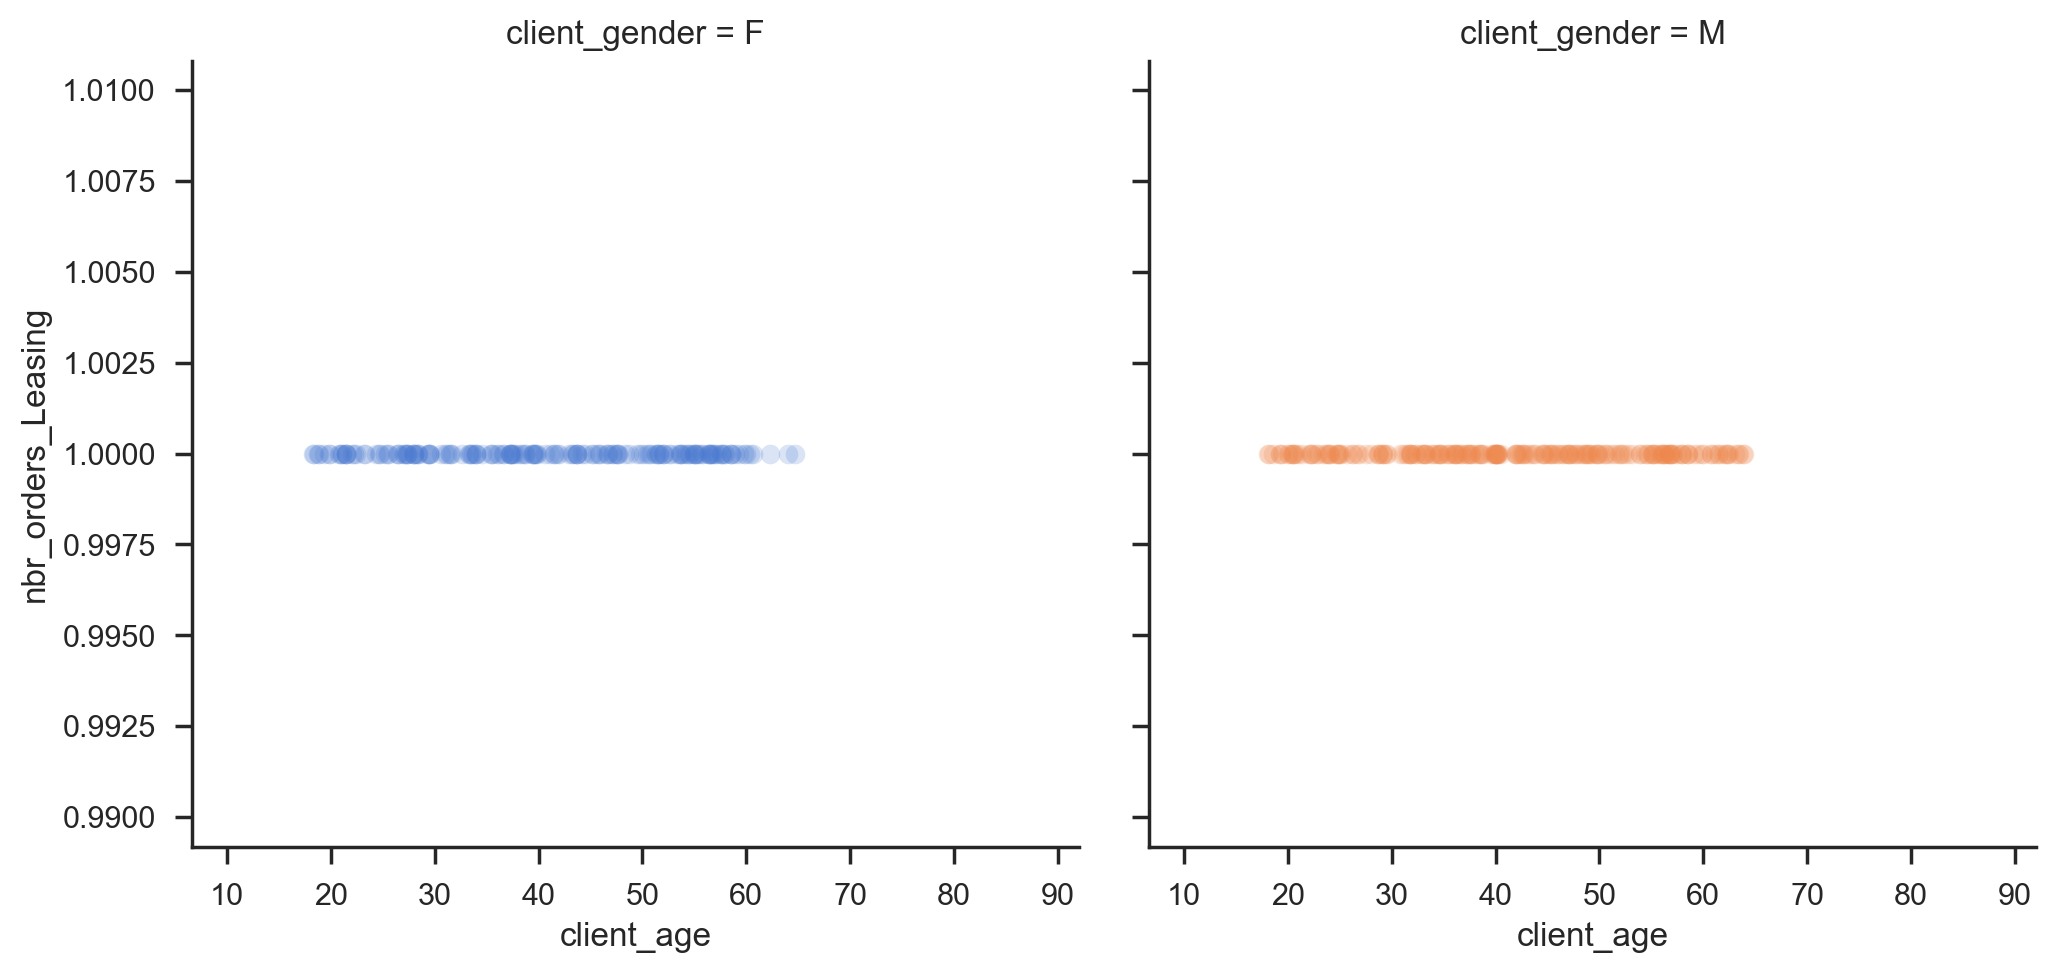 client_gender = F
client_gender = M
nbr_orders_Leasing
1.0100
1.0075
1.0050
1.0025
1.0000
0.9975
0.9950
0.9925
0.9900
10 20 30 40 50 60 70 80 90
10 20 30 40 50 60 70 80 90
client_age
client_age